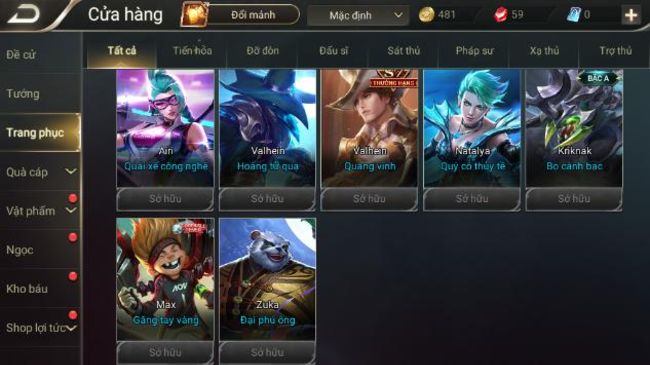 Cửa hàng
Đổi mảnh
Mặc định
481
59
0
Đề cử
Tướng
Trang phục
Quà cáp
Vật phẩm
Ngọc
Kho báu
Shop lợi tức
Tất cả
Tiến hóa
Đỡ đòn
Đấu sĩ
Sát thủ
Pháp sư
Xạ thủ
Trợ thủ
Airi
Quái xế công nghệ
Sở hữu
Valhein
Hoàng tử quạ
Sở hữu
THƯỞNG HẠNG
Valhein
Quang vinh
Sở hữu
Natalya
Quý cô thủy tề
Sở hữu
BẬC A
Kriknak
Bọ cánh bạc
Sở hữu
AOV
Max
Găng tay vàng
Sở hữu
Zuka
Đại phú ông
Sở hữu